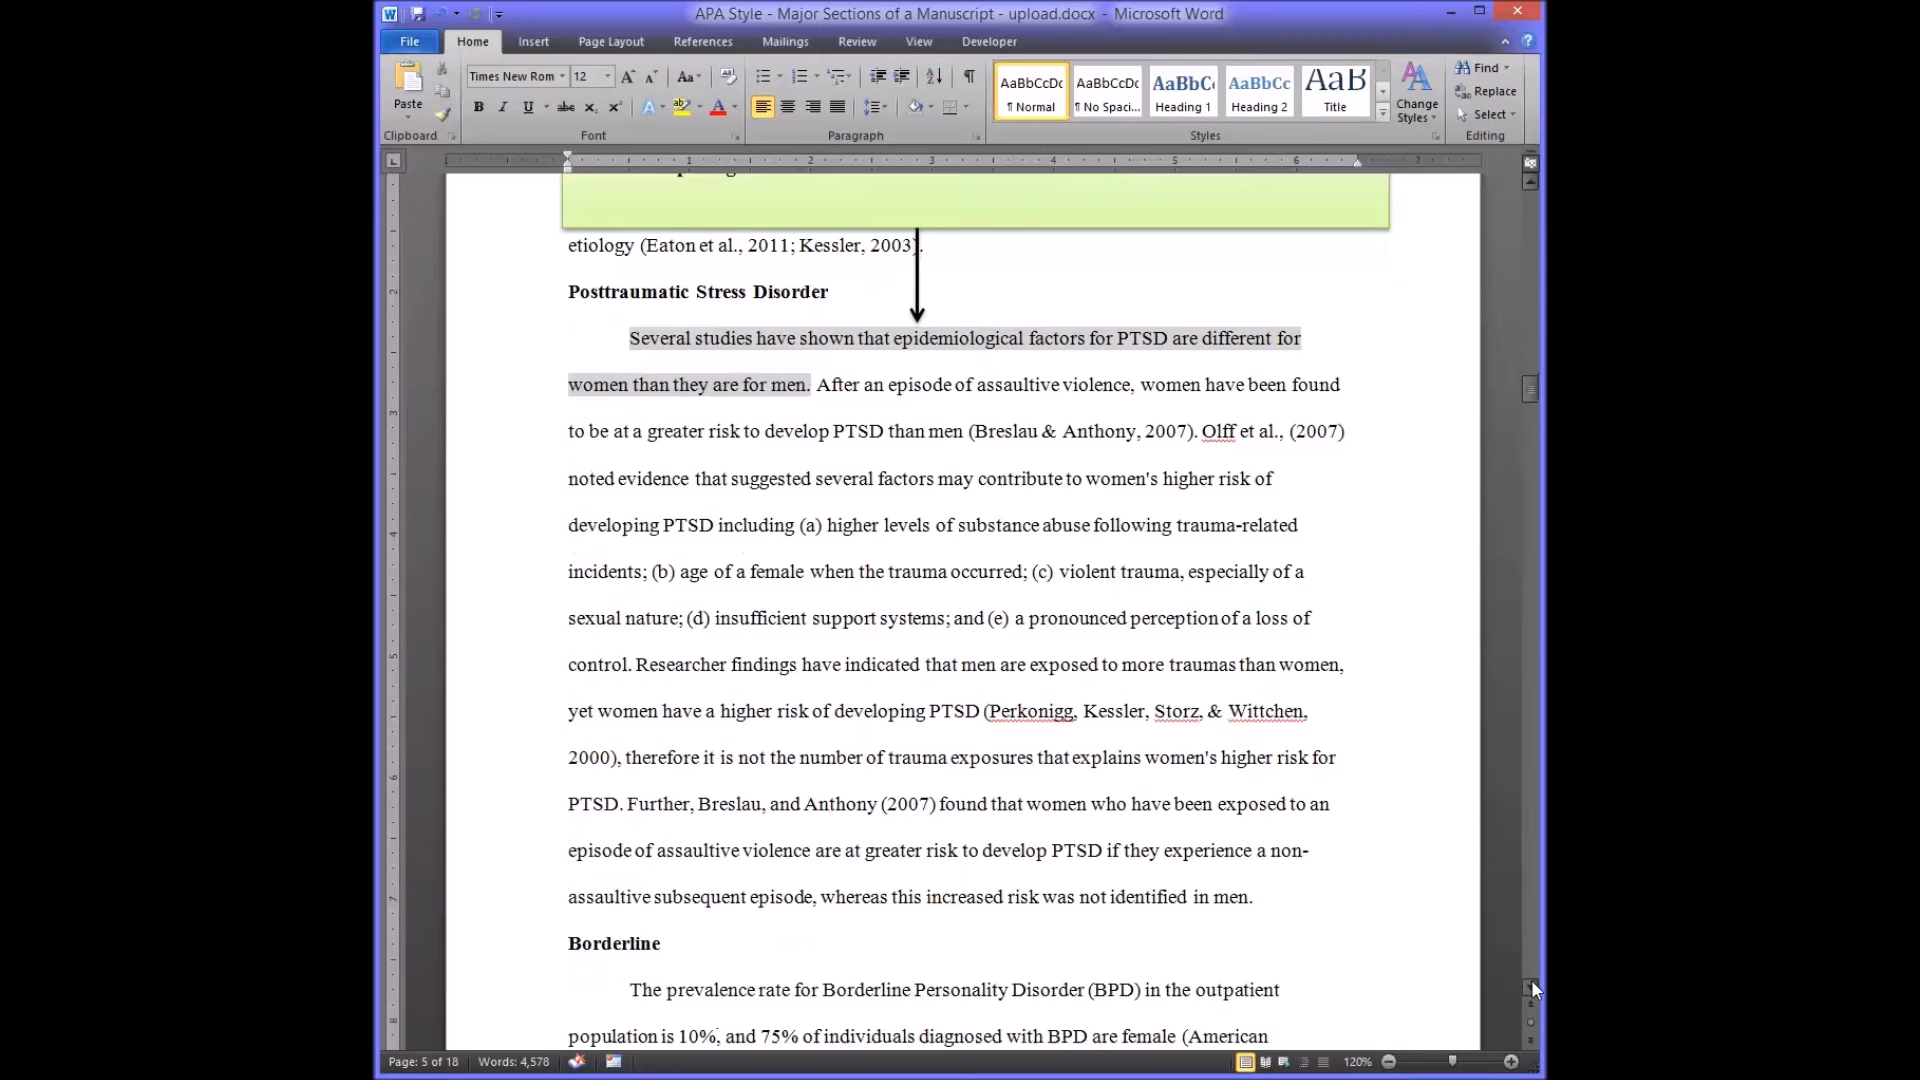 APA Style - Major Sections of a Manuscript - upload.docx - Microsoft Word
File Home Insert Page Layout References Mailings Review View Developer
Times New Rom 12
Paste
AaBbCcDc AaBbCcDc AaBbC AaBbCc AaB
¶ Normal ¶ No Spaci... Heading 1 Heading 2 Title
Change Styles
Find
Replace
Select
Clipboard Font Paragraph Styles Editing
1 2 3 4 5 6 7
etiology (Eaton et al., 2011; Kessler, 2003).
Posttraumatic Stress Disorder
Several studies have shown that epidemiological factors for PTSD are different for
women than they are for men. After an episode of assaultive violence, women have been found
to be at a greater risk to develop PTSD than men (Breslau & Anthony, 2007). Olff et al., (2007)
noted evidence that suggested several factors may contribute to women's higher risk of
developing PTSD including (a) higher levels of substance abuse following trauma-related
incidents; (b) age of a female when the trauma occurred; (c) violent trauma, especially of a
sexual nature; (d) insufficient support systems; and (e) a pronounced perception of a loss of
control. Researcher findings have indicated that men are exposed to more traumas than women,
yet women have a higher risk of developing PTSD (Perkonigg, Kessler, Storz, & Wittchen,
2000), therefore it is not the number of trauma exposures that explains women's higher risk for
PTSD. Further, Breslau, and Anthony (2007) found that women who have been exposed to an
episode of assaultive violence are at greater risk to develop PTSD if they experience a non-
assaultive subsequent episode, whereas this increased risk was not identified in men.
Borderline
The prevalence rate for Borderline Personality Disorder (BPD) in the outpatient
population is 10%, and 75% of individuals diagnosed with BPD are female (American
Page: 5 of 18 Words: 4,578 120%